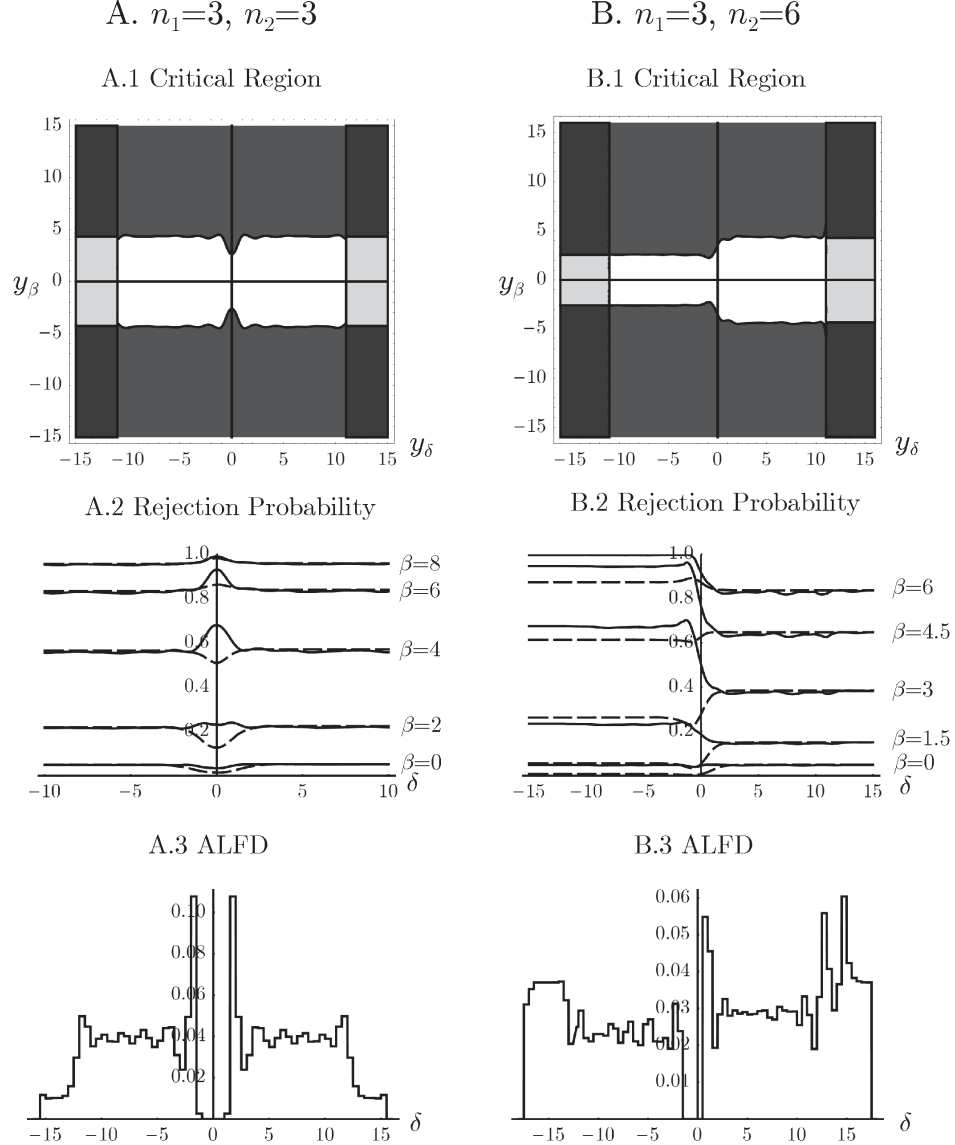 A. n₁=3, n₂=3
B. n₁=3, n₂=6
A.1 Critical Region
B.1 Critical Region
15
10
5
0
−5
−10
−15
yβ
−15 −10 −5 0 5 10 15
yδ
15
10
5
0
−5
−10
−15
yβ
−15 −10 −5 0 5 10 15
yδ
A.2 Rejection Probability
B.2 Rejection Probability
1.0
0.8
0.6
0.4
0.2
β=8
β=6
β=4
β=2
β=0
−10 −5 0 5 10
δ
1.0
0.8
0.6
0.4
0.2
β=6
β=4.5
β=3
β=1.5
β=0
−15 −10 −5 0 5 10 15
δ
A.3 ALFD
B.3 ALFD
0.10
0.08
0.06
0.04
0.02
−15 −10 −5 0 5 10 15
δ
0.06
0.05
0.04
0.03
0.02
0.01
−15 −10 −5 0 5 10 15
δ